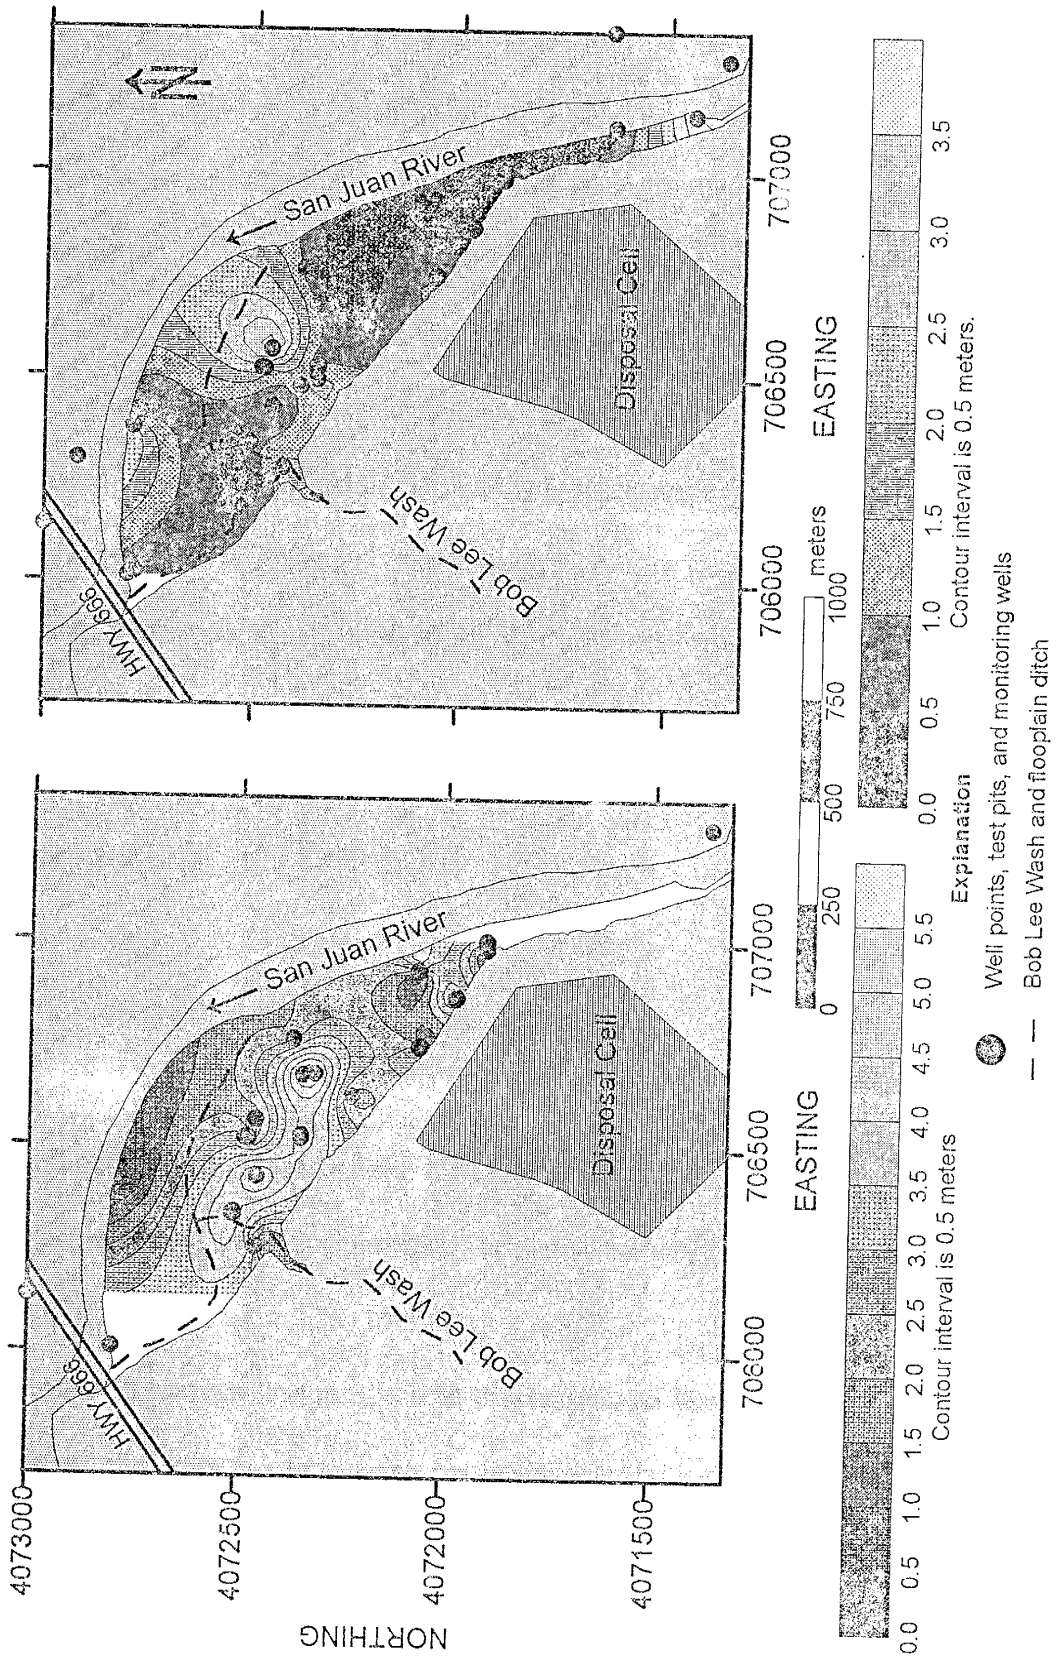 NORTHING
4073000
4072500
4072000
4071500
HWY 666
San Juan River
Bob Lee Wash
Disposal Cell
706000
706500
707000
EASTING
N
HWY 666
San Juan River
Bob Lee Wash
Disposal Cell
706000
706500
707000
EASTING
0 250 500 750 1000 meters
0.0 0.5 1.0 1.5 2.0 2.5 3.0 3.5 4.0 4.5 5.0 5.5
Contour interval is 0.5 meters
0.0 0.5 1.0 1.5 2.0 2.5 3.0 3.5
Contour interval is 0.5 meters.
Explanation
Well points, test pits, and monitoring wells
Bob Lee Wash and flooplain ditch